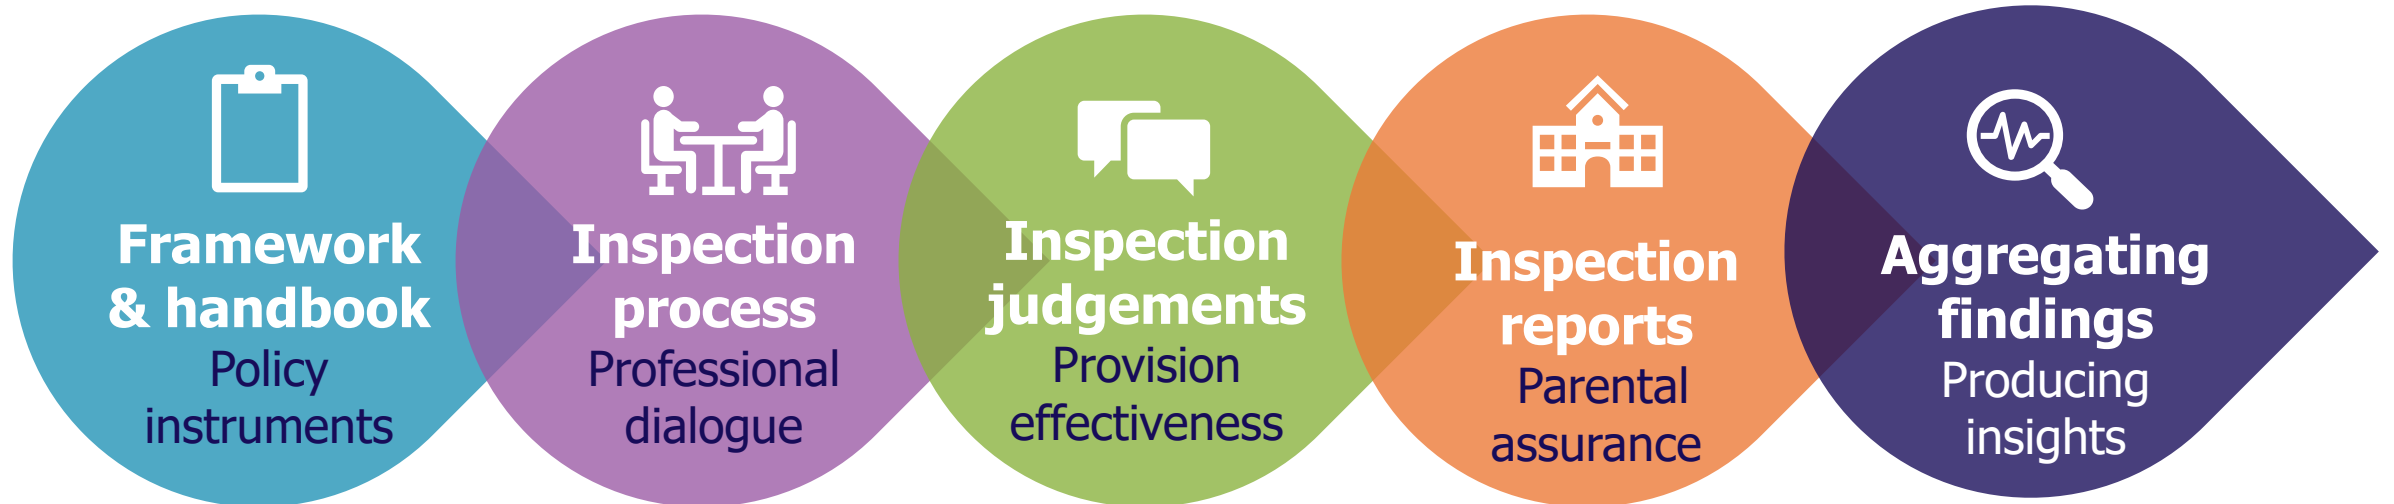 Framework
& handbook
Policy
instruments
Inspection
process
Professional
dialogue
Inspection
judgements
Provision
effectiveness
Inspection
reports
Parental
assurance
Aggregating
findings
Producing
insights